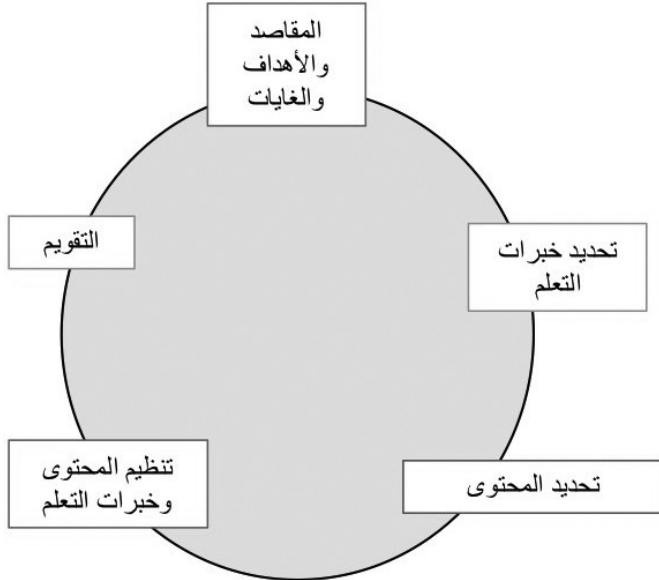 المقاصد
والأهداف
والغايات
تحديد خبرات
التعلم
تحديد المحتوى
تنظيم المحتوى
وخبرات التعلم
التقويم